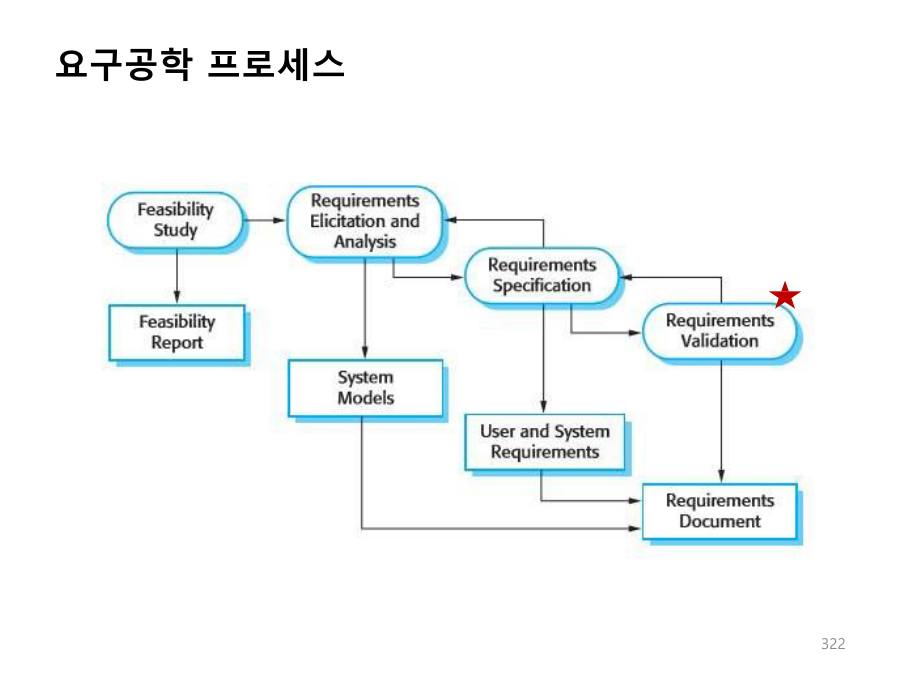 요구공학 프로세스
Feasibility
Study
Requirements
Elicitation and
Analysis
Requirements
Specification
Requirements
Validation
Feasibility
Report
System
Models
User and System
Requirements
Requirements
Document
322